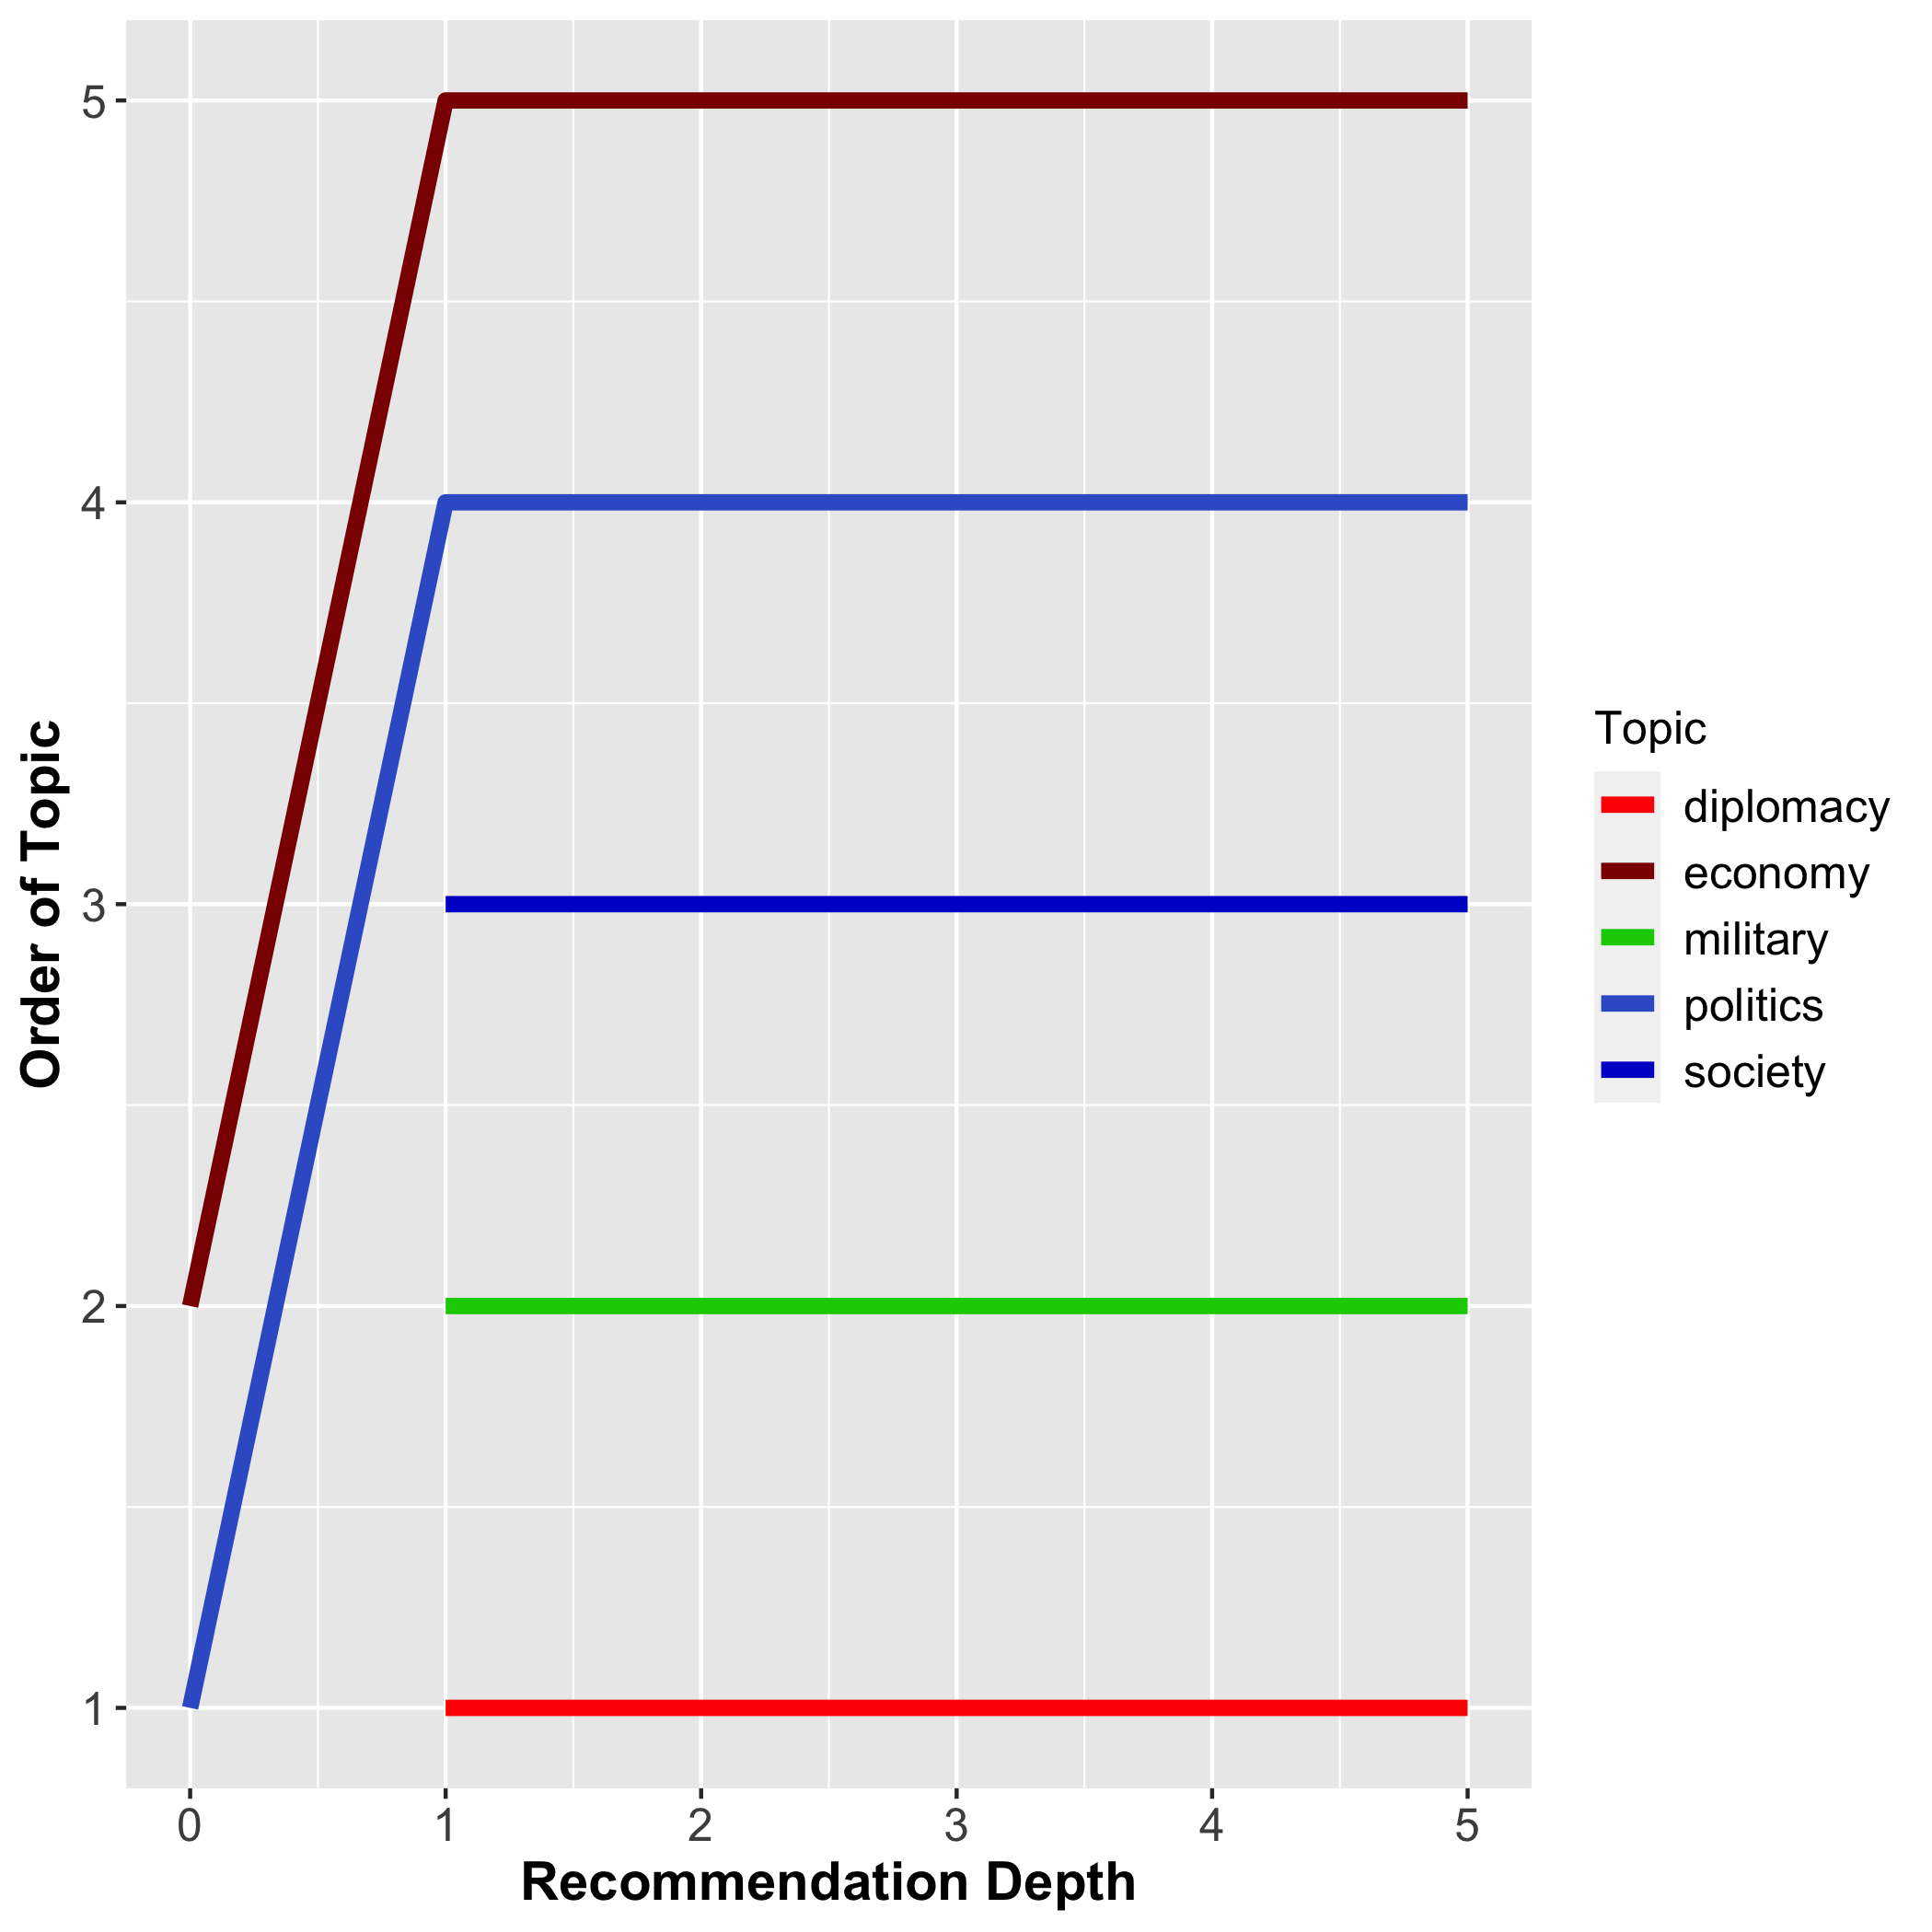 5
4
3
2
1
Order of Topic
0 1 2 3 4 5
Recommendation Depth
Topic
diplomacy
economy
military
politics
society